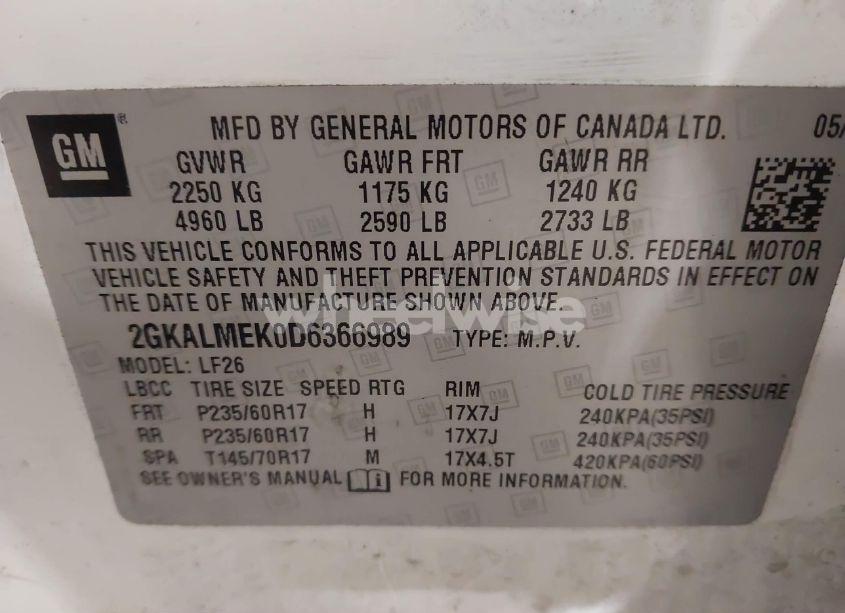 GM ® MFD BY GENERAL MOTORS OF CANADA LTD. 05/
GVWR GAWR FRT GAWR RR
2250 KG 1175 KG 1240 KG
4960 LB 2590 LB 2733 LB
THIS VEHICLE CONFORMS TO ALL APPLICABLE U.S. FEDERAL MOTOR
VEHICLE SAFETY AND THEFT PREVENTION STANDARDS IN EFFECT ON
THE DATE OF MANUFACTURE SHOWN ABOVE.
wheelwise
2GKALMEK0D6366989 TYPE: M.P.V.
MODEL: LF26
LBCC TIRE SIZE SPEED RTG RIM COLD TIRE PRESSURE
FRT P235/60R17 H 17X7J 240KPA(35PSI)
RR P235/60R17 H 17X7J 240KPA(35PSI)
SPA T145/70R17 M 17X4.5T 420KPA(60PSI)
SEE OWNER'S MANUAL i FOR MORE INFORMATION.